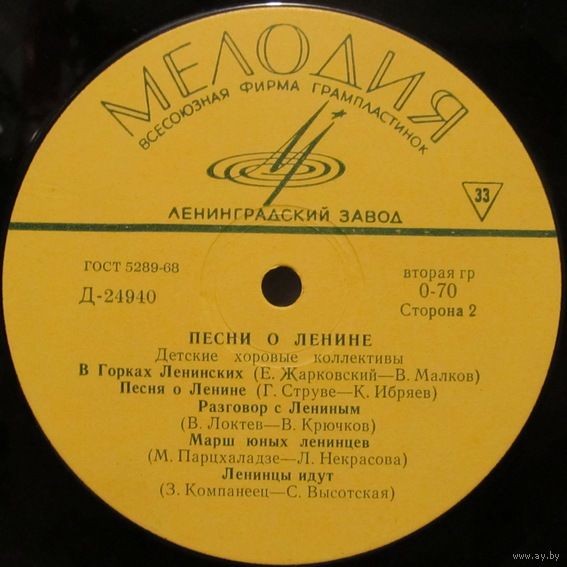 МЕЛОДИЯ
ВСЕСОЮЗНАЯ ФИРМА ГРАМПЛАСТИНОК
ЛЕНИНГРАДСКИЙ ЗАВОД
33
ГОСТ 5289-68
Д-24940
вторая гр
0-70
Сторона 2
ПЕСНИ О ЛЕНИНЕ
Детские хоровые коллективы
В Горках Ленинских (Е. Жарковский—В. Малков)
Песня о Ленине (Г. Струве—К. Ибряев)
Разговор с Лениным
(В. Локтев—В. Крючков)
Марш юных ленинцев
(М. Парцхаладзе—Л. Некрасова)
Ленинцы идут
(З. Компанеец—С. Высотская)
www.ay.by